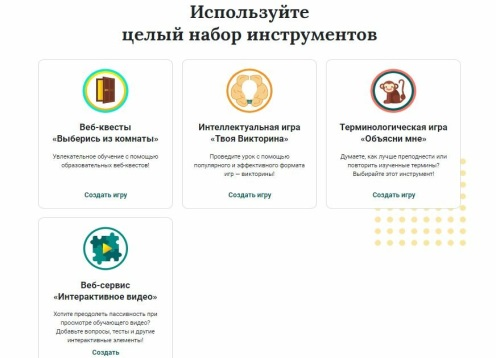 Используйте
целый набор инструментов
Веб-квесты
«Выберись из комнаты»
Увлекательное обучение с помощью
образовательных веб-квестов!
Создать игру
Интеллектуальная игра
«Твоя Викторина»
Проведите урок с помощью
популярного и эффективного формата
игр — викторины!
Создать игру
Терминологическая игра
«Объясни мне»
Думаете, как лучше преподнести или
повторить изученные термины?
Выбирайте этот инструмент!
Создать игру
Веб-сервис
«Интерактивное видео»
Хотите преодолеть пассивность при
просмотре обучающего видео?
Добавьте вопросы, тесты и другие
интерактивные элементы!
Создать